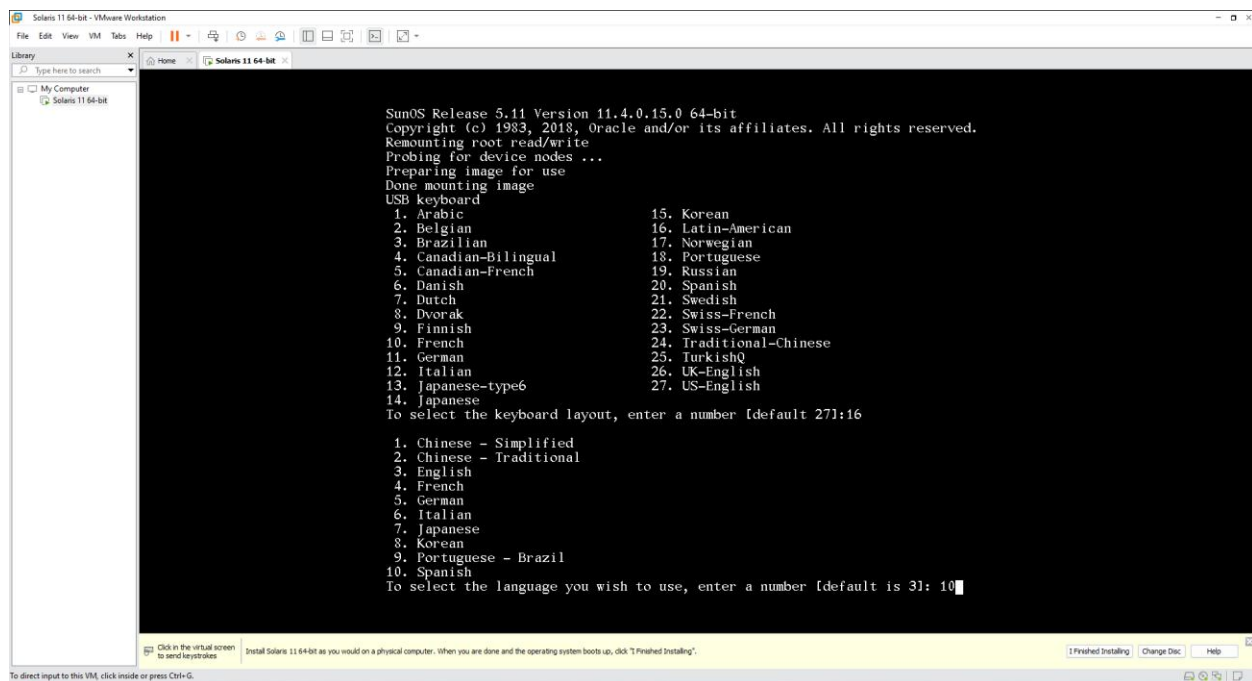 Solaris 11 64-bit - VMware Workstation
File Edit View VM Tabs Help
Library
Type here to search
My Computer
Solaris 11 64-bit
Home
Solaris 11 64-bit
SunOS Release 5.11 Version 11.4.0.15.0 64-bit
Copyright (c) 1983, 2018, Oracle and/or its affiliates. All rights reserved.
Remounting root read/write
Probing for device nodes ...
Preparing image for use
Done mounting image
USB keyboard
1. Arabic 15. Korean
2. Belgian 16. Latin-American
3. Brazilian 17. Norwegian
4. Canadian-Bilingual 18. Portuguese
5. Canadian-French 19. Russian
6. Danish 20. Spanish
7. Dutch 21. Swedish
8. Dvorak 22. Swiss-French
9. Finnish 23. Swiss-German
10. French 24. Traditional-Chinese
11. German 25. TurkishQ
12. Italian 26. UK-English
13. Japanese-type6 27. US-English
14. Japanese
To select the keyboard layout, enter a number [default 27]:16
1. Chinese - Simplified
2. Chinese - Traditional
3. English
4. French
5. German
6. Italian
7. Japanese
8. Korean
9. Portuguese - Brazil
10. Spanish
To select the language you wish to use, enter a number [default is 3]: 10
Click in the virtual screen
to send keystrokes
Install Solaris 11 64-bit as you would on a physical computer. When you are done and the operating system boots up, click "I Finished Installing".
I Finished Installing Change Disc Help
To direct input to this VM, click inside or press Ctrl+G.